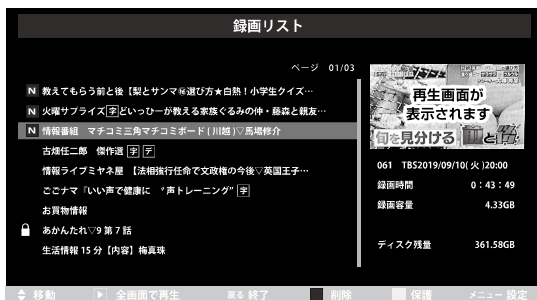 録画リスト
ページ 01/03
N 教えてもらう前と後【梨とサンマ㊙選び方★白熱！小学生クイズ…
N 火曜サプライズ字どいっひーが教える家族ぐるみの仲・藤森と親友…
N 情報番組 マチコミ三角マチコミボード(川越)▽馬場修介
古畑任二郎 傑作選 字 デ
情報ライブミヤネ屋 【法相強行任命で文政権の今後▽英国王子…
ごごナマ『いい声で健康に “声トレーニング” 字
お買物情報
あかんたれ▽9 第7話
生活情報15分【内容】梅真珠
再生画面が
表示されます
旬を見分ける
061 TBS2019/09/10(火)20:00
録画時間 0:43:49
録画容量 4.33GB
ディスク残量 361.58GB
移動 全画面で再生 戻る 終了 削除 保護 メニュー 設定